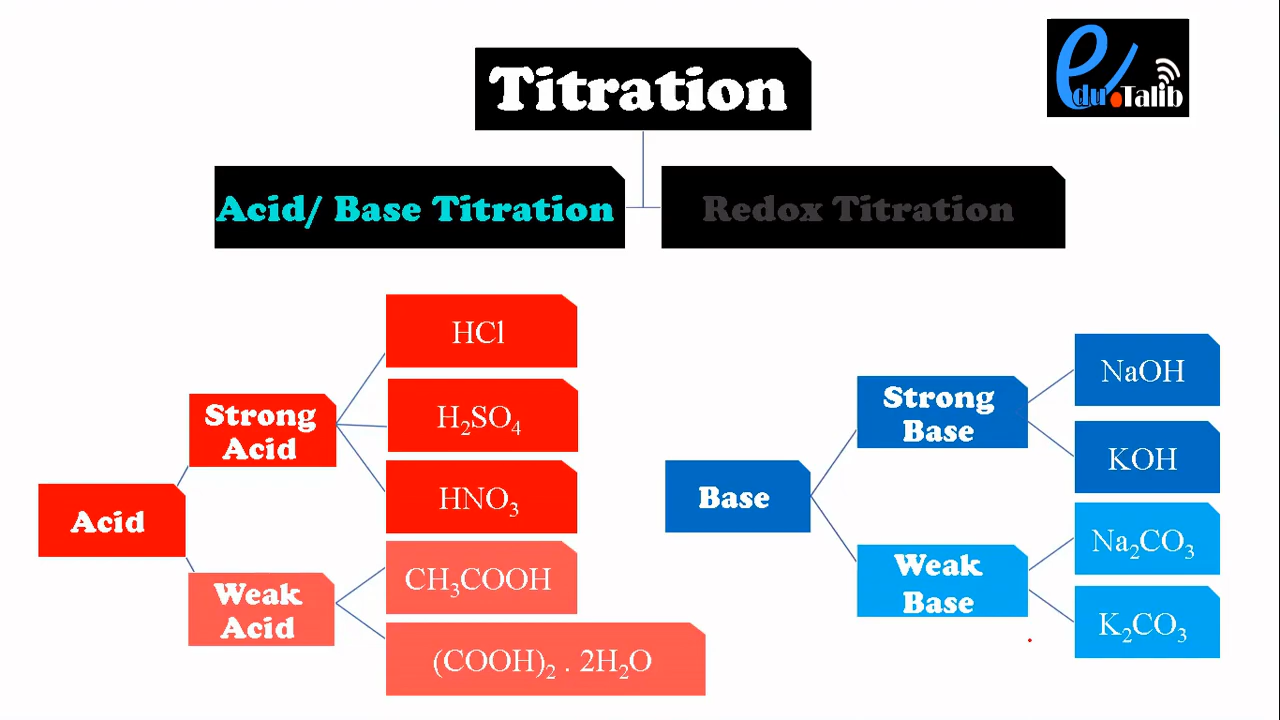 Titration
edu.Talib
Acid/ Base Titration
Redox Titration
HCl
H₂SO₄
HNO₃
CH₃COOH
(COOH)₂ . 2H₂O
Strong
Acid
Weak
Acid
Acid
Base
Strong
Base
Weak
Base
NaOH
KOH
Na₂CO₃
K₂CO₃